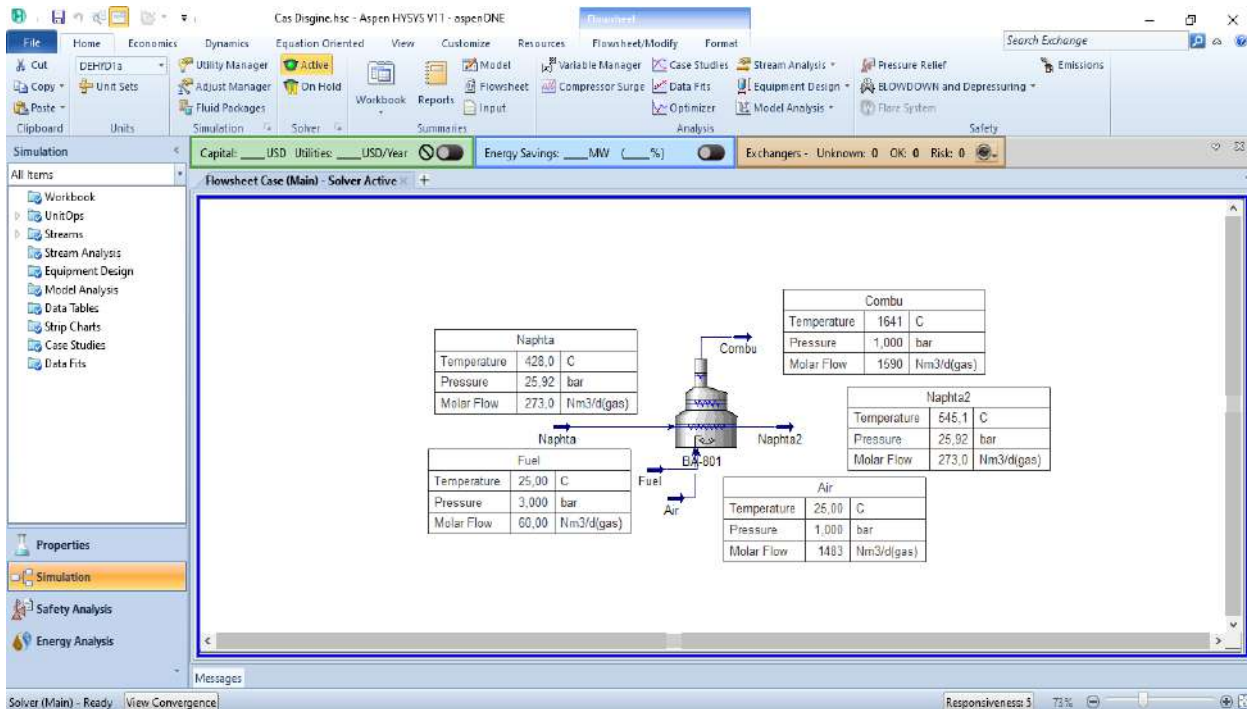 Cas Disgine.hsc - Aspen HYSYS V11 - aspenONE
Flowsheet
File Home Economics Dynamics Equation Oriented View Customize Resources Flowsheet/Modify Format Search Exchange
Cut DEHYD1a Utility Manager Active Model Variable Manager Case Studies Stream Analysis Pressure Relief Emissions
Copy Unit Sets Adjust Manager On Hold Workbook Reports Flowsheet Compressor Surge Data Fits Equipment Design BLOWDOWN and Depressuring
Paste Fluid Packages Input Optimizer Model Analysis Flare System
Clipboard Units Simulation Solver Summaries Analysis Safety
Simulation
Capital: ____USD Utilities: ____USD/Year Energy Savings: ____MW (____%) Exchangers - Unknown: 0 OK: 0 Risk: 0
All Items
Flowsheet Case (Main) - Solver Active +
Workbook
UnitOps
Streams
Stream Analysis
Equipment Design
Model Analysis
Data Tables
Strip Charts
Case Studies
Data Fits
Combu
Temperature 1641 C
Pressure 1,000 bar
Molar Flow 1590 Nm3/d(gas)
Naphta
Temperature 428,0 C
Pressure 25,92 bar
Molar Flow 273,0 Nm3/d(gas)
Combu
Naphta2
Temperature 545,1 C
Pressure 25,92 bar
Molar Flow 273,0 Nm3/d(gas)
Naphta
Naphta2
BA-801
Fuel
Temperature 25,00 C
Pressure 3,000 bar
Molar Flow 60,00 Nm3/d(gas)
Fuel
Air
Air
Temperature 25,00 C
Pressure 1,000 bar
Molar Flow 1483 Nm3/d(gas)
Properties
Simulation
Safety Analysis
Energy Analysis
Messages
Solver (Main) - Ready View Convergence Responsiveness: 5 73%